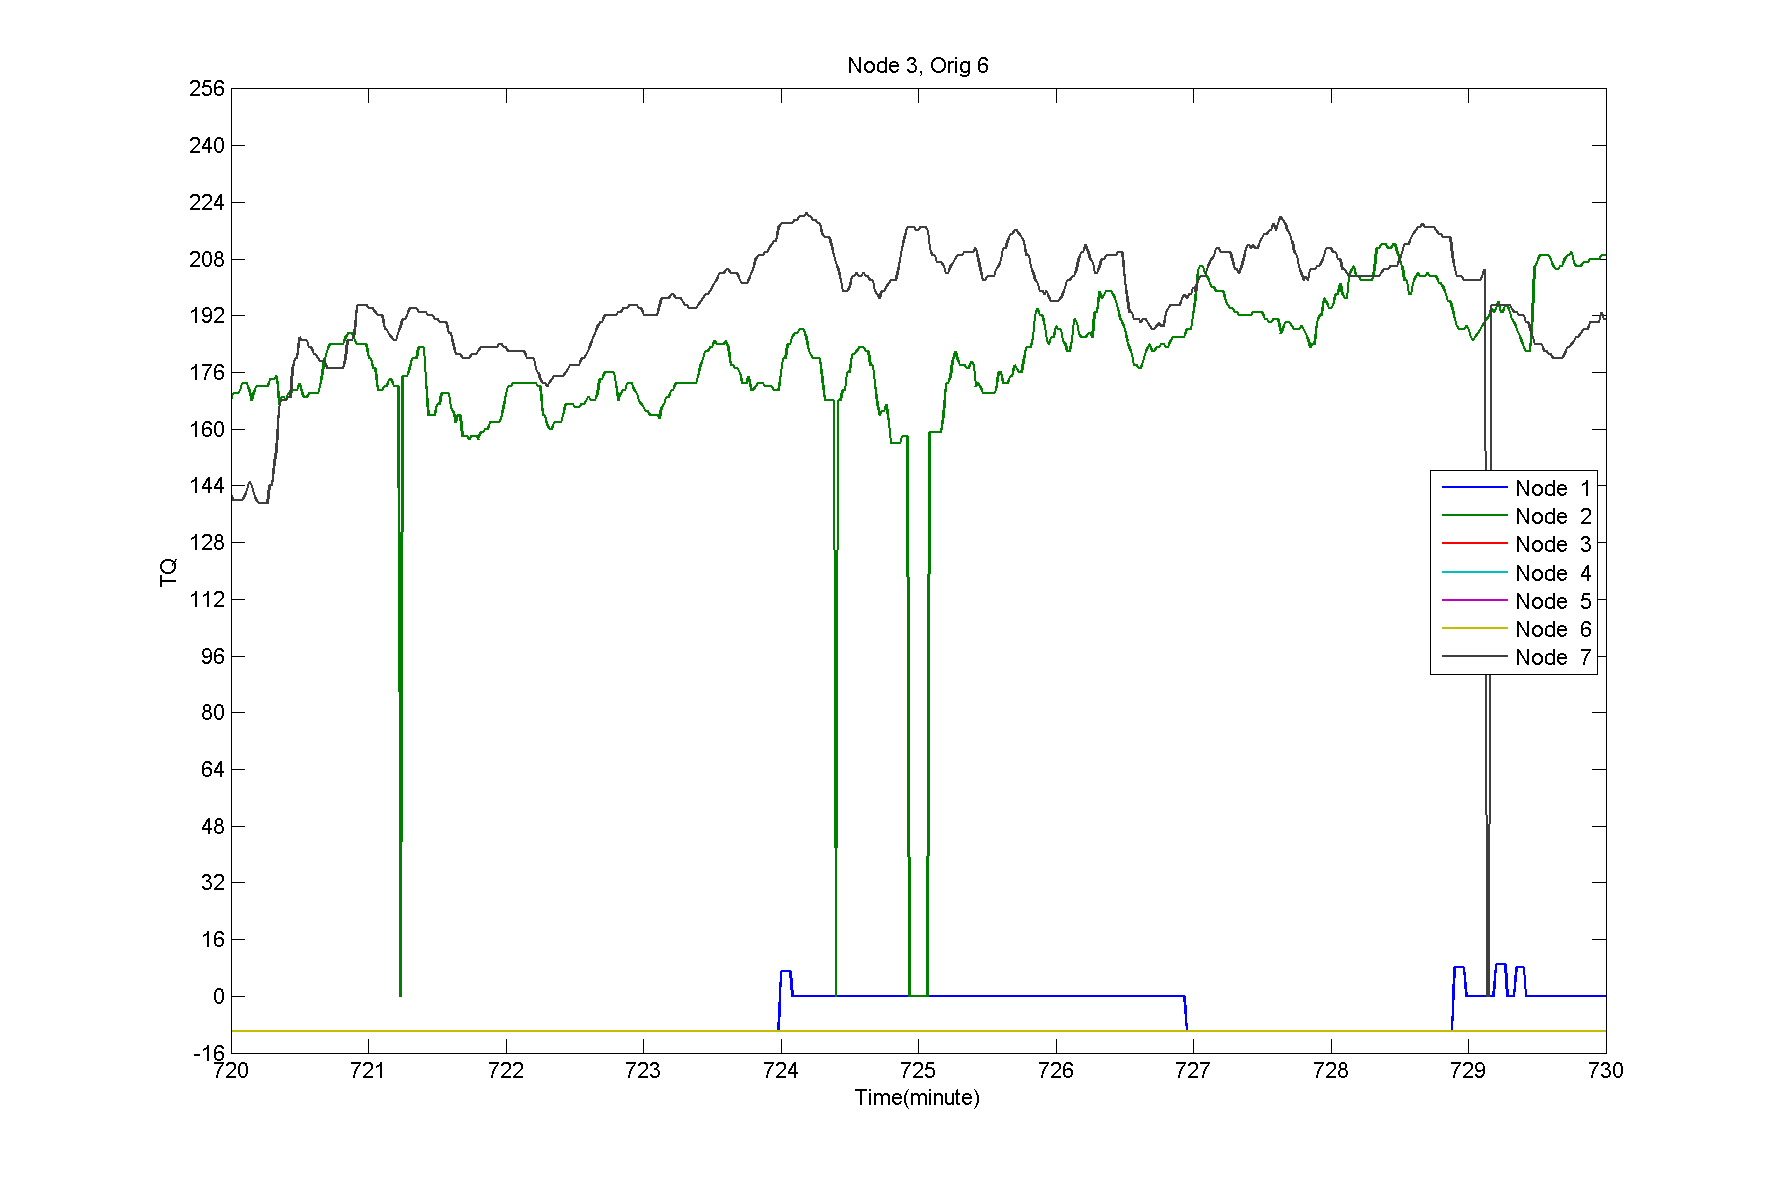 Node 3, Orig 6
256
240
224
208
192
176
160
144
128
112
96
80
64
48
32
16
0
-16
TQ
Node 1
Node 2
Node 3
Node 4
Node 5
Node 6
Node 7
720 721 722 723 724 725 726 727 728 729 730
Time(minute)